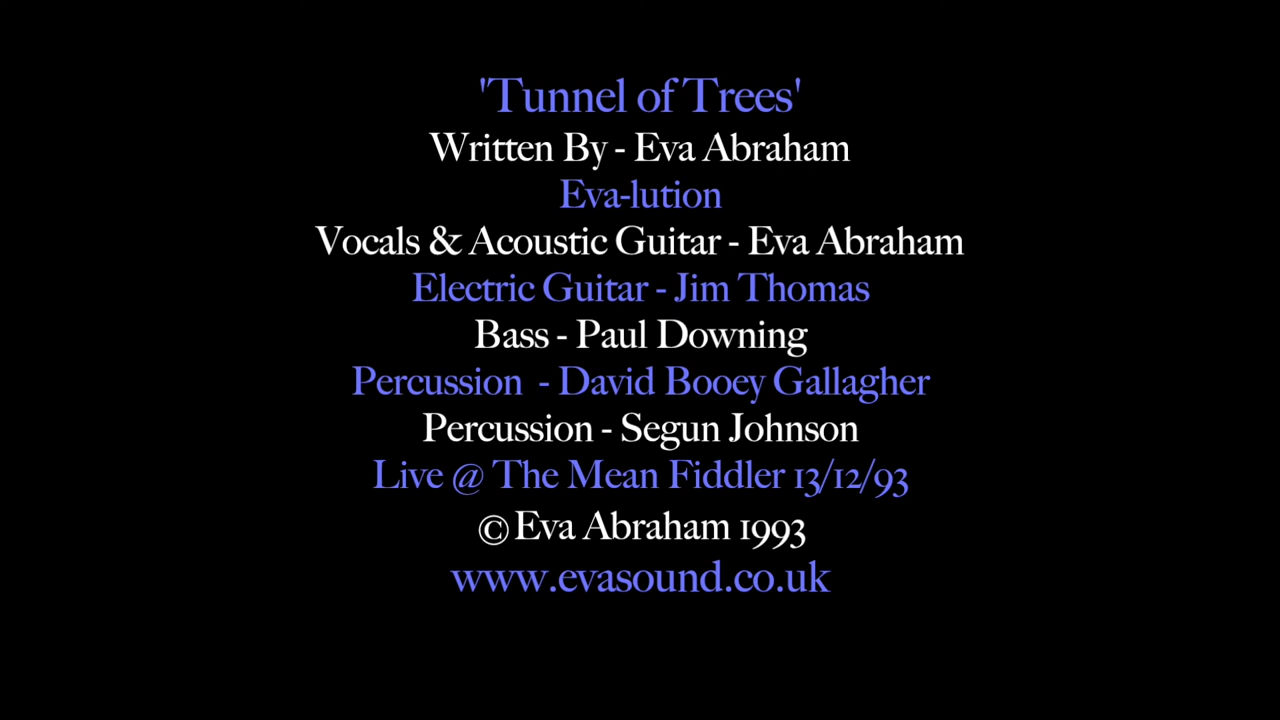 'Tunnel of Trees'
Written By - Eva Abraham
Eva-lution
Vocals & Acoustic Guitar - Eva Abraham
Electric Guitar - Jim Thomas
Bass - Paul Downing
Percussion  - David Booey Gallagher
Percussion - Segun Johnson
Live @ The Mean Fiddler 13/12/93
© Eva Abraham 1993
www.evasound.co.uk